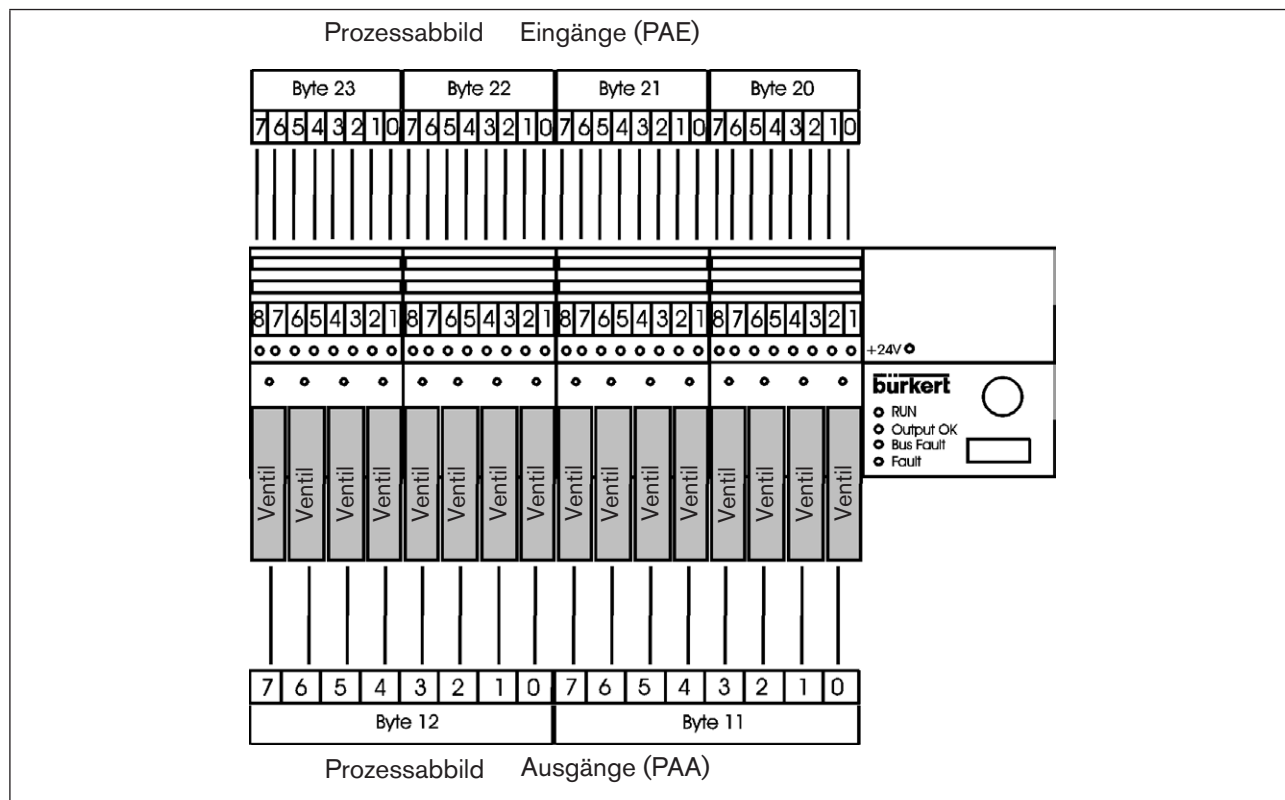 Prozessabbild Eingänge (PAE)
Byte 23 Byte 22 Byte 21 Byte 20
7 6 5 4 3 2 1 0 7 6 5 4 3 2 1 0 7 6 5 4 3 2 1 0 7 6 5 4 3 2 1 0
8 7 6 5 4 3 2 1 8 7 6 5 4 3 2 1 8 7 6 5 4 3 2 1 8 7 6 5 4 3 2 1
+24V
bürkert
RUN
Output OK
Bus Fault
Fault
Ventil Ventil Ventil Ventil Ventil Ventil Ventil Ventil Ventil Ventil Ventil Ventil Ventil Ventil Ventil Ventil
7 6 5 4 3 2 1 0 7 6 5 4 3 2 1 0
Byte 12 Byte 11
Prozessabbild Ausgänge (PAA)